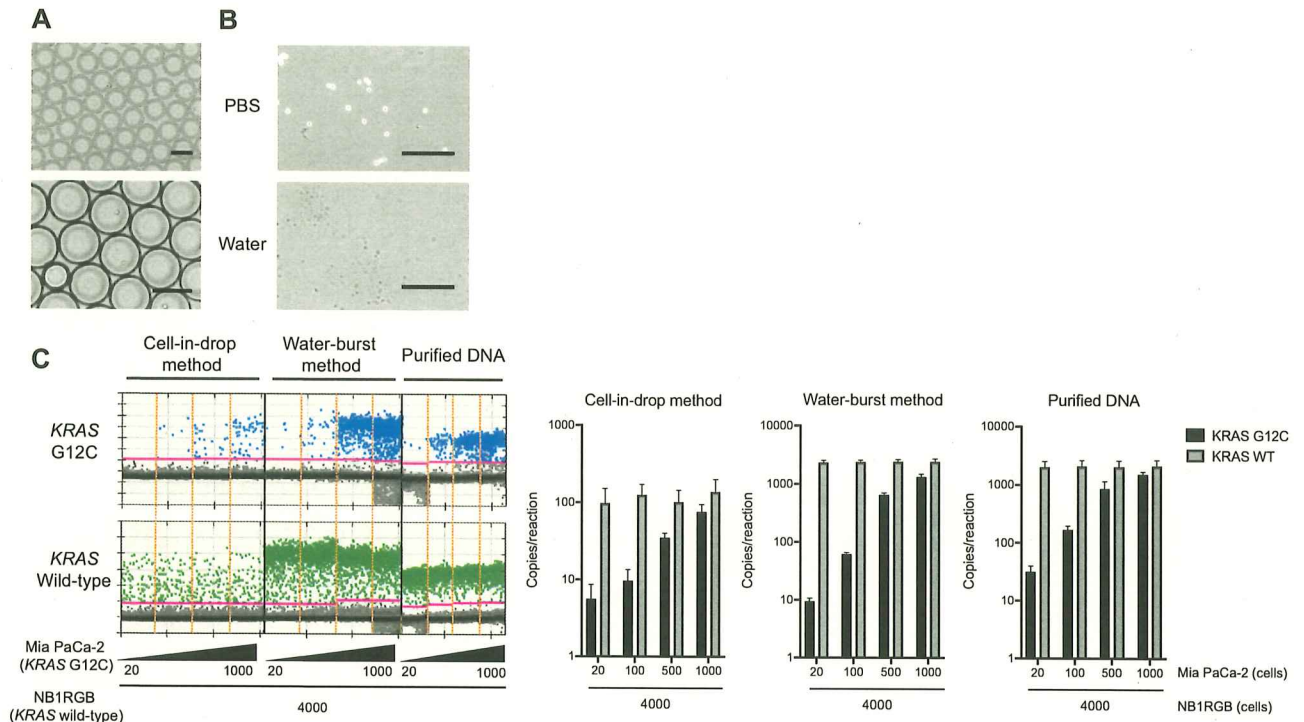 A
B
PBS
Water
C
Cell-in-drop
method
Water-burst
method
Purified DNA
KRAS
G12C
KRAS
Wild-type
Mia PaCa-2
(KRAS G12C)
20
1000
20
1000
20
1000
NB1RGB
(KRAS wild-type)
4000
Cell-in-drop method
Copies/reaction
1000
100
10
1
20
100
500
1000
4000
Water-burst method
Copies/reaction
10000
1000
100
10
1
20
100
500
1000
4000
Purified DNA
Copies/reaction
10000
1000
100
10
1
20
100
500
1000
Mia PaCa-2 (cells)
4000
NB1RGB (cells)
KRAS G12C
KRAS WT